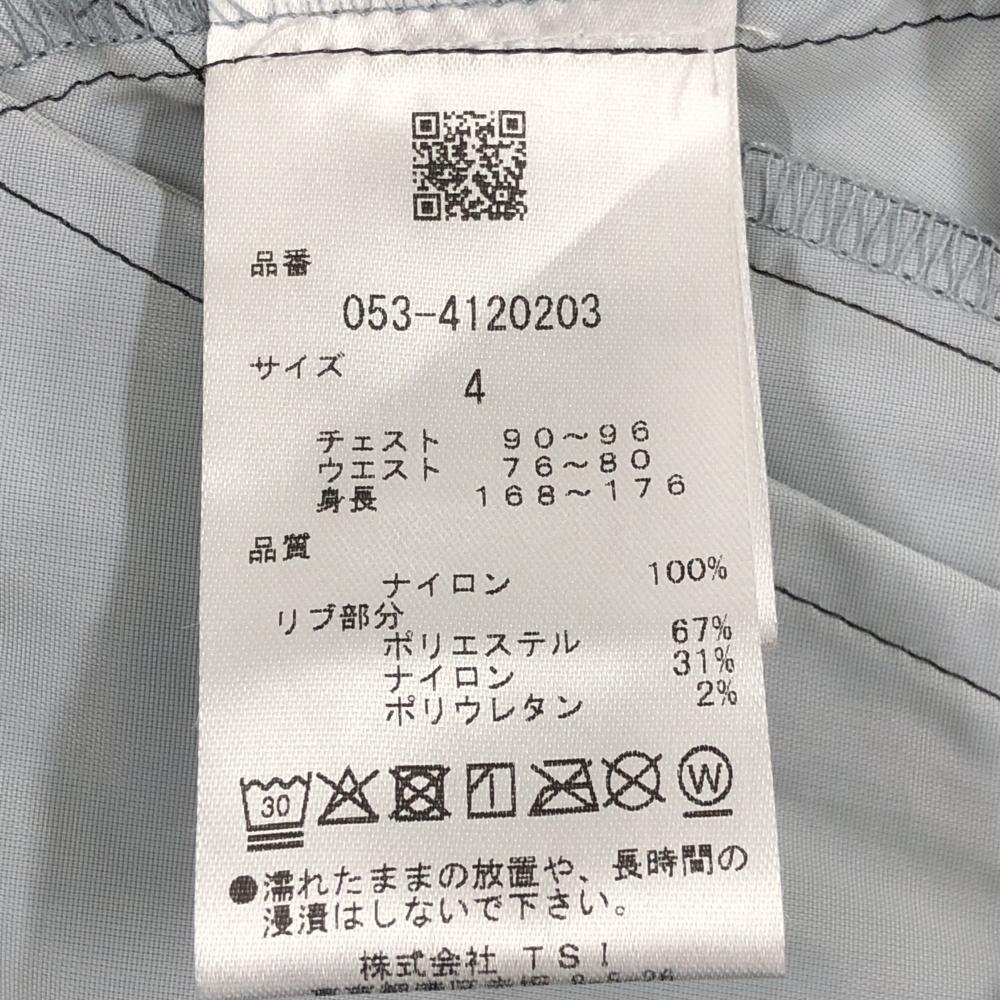 品番
053-4120203
サイズ
4
チェスト 90～96
ウエスト 76～80
身長 168～176
品質
ナイロン 100%
リブ部分
ポリエステル 67%
ナイロン 31%
ポリウレタン 2%
30 W
●濡れたままの放置や、長時間の
浸漬はしないで下さい。
株式会社 TSI